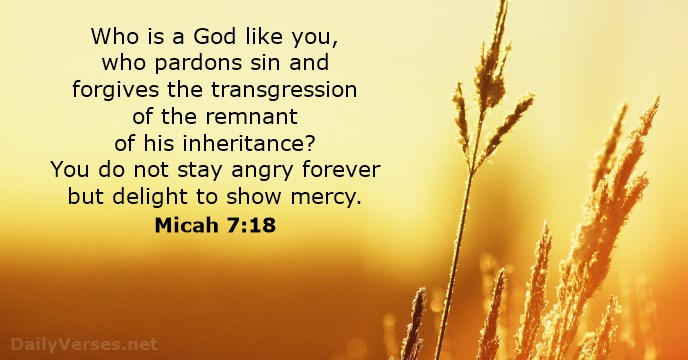 Who is a God like you,
who pardons sin and
forgives the transgression
of the remnant
of his inheritance?
You do not stay angry forever
but delight to show mercy.
Micah 7:18
DailyVerses.net